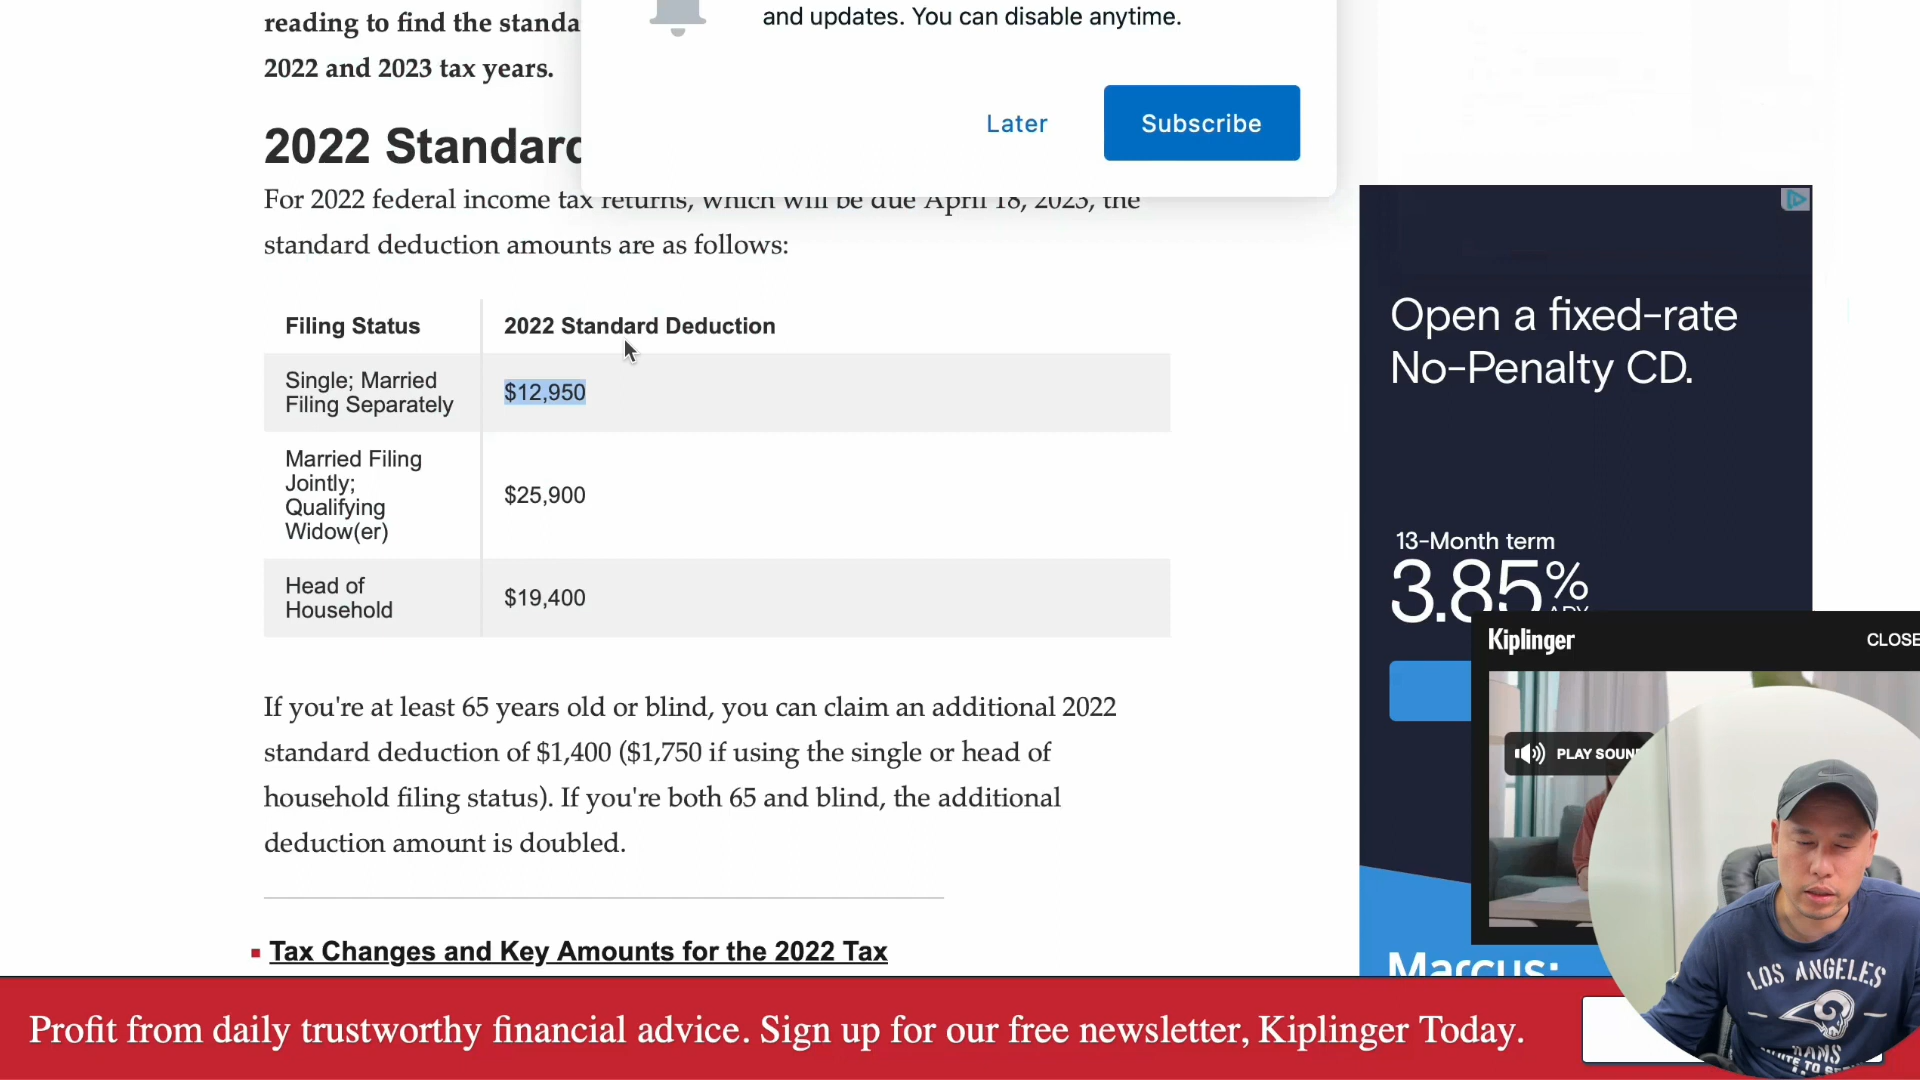 reading to find the standa
and updates. You can disable anytime.
2022 and 2023 tax years.
Later
Subscribe
2022 Standard
For 2022 federal income tax returns, which will be due April 18, 2023, the
standard deduction amounts are as follows:
Filing Status
2022 Standard Deduction
Single; Married
Filing Separately
$12,950
Married Filing
Jointly;
Qualifying
Widow(er)
$25,900
Head of
Household
$19,400
If you're at least 65 years old or blind, you can claim an additional 2022
standard deduction of $1,400 ($1,750 if using the single or head of
household filing status). If you're both 65 and blind, the additional
deduction amount is doubled.
Tax Changes and Key Amounts for the 2022 Tax
Open a fixed-rate
No-Penalty CD.
13-Month term
3.85%
APY
Kiplinger
CLOSE
PLAY SOUN
Marcus:
LOS ANGELES
RAMS
Profit from daily trustworthy financial advice. Sign up for our free newsletter, Kiplinger Today.